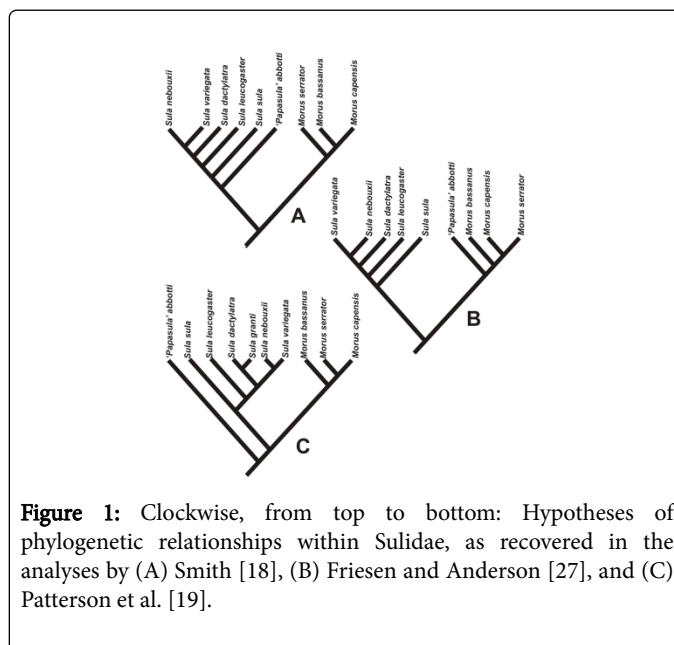 Sula nebouxii
Sula variegata
Sula dactylatra
Sula leucogaster
Sula sula
'Papasula' abbotti
Morus serrator
Morus bassanus
Morus capensis
A
Sula variegata
Sula nebouxii
Sula dactylatra
Sula leucogaster
Sula sula
'Papasula' abbotti
Morus bassanus
Morus capensis
Morus serrator
B
'Papasula' abbotti
Sula sula
Sula leucogaster
Sula dactylatra
Sula granti
Sula nebouxii
Sula variegata
Morus bassanus
Morus serrator
Morus capensis
C
Figure 1: Clockwise, from top to bottom: Hypotheses of
phylogenetic relationships within Sulidae, as recovered in the
analyses by (A) Smith [18], (B) Friesen and Anderson [27], and (C)
Patterson et al. [19].